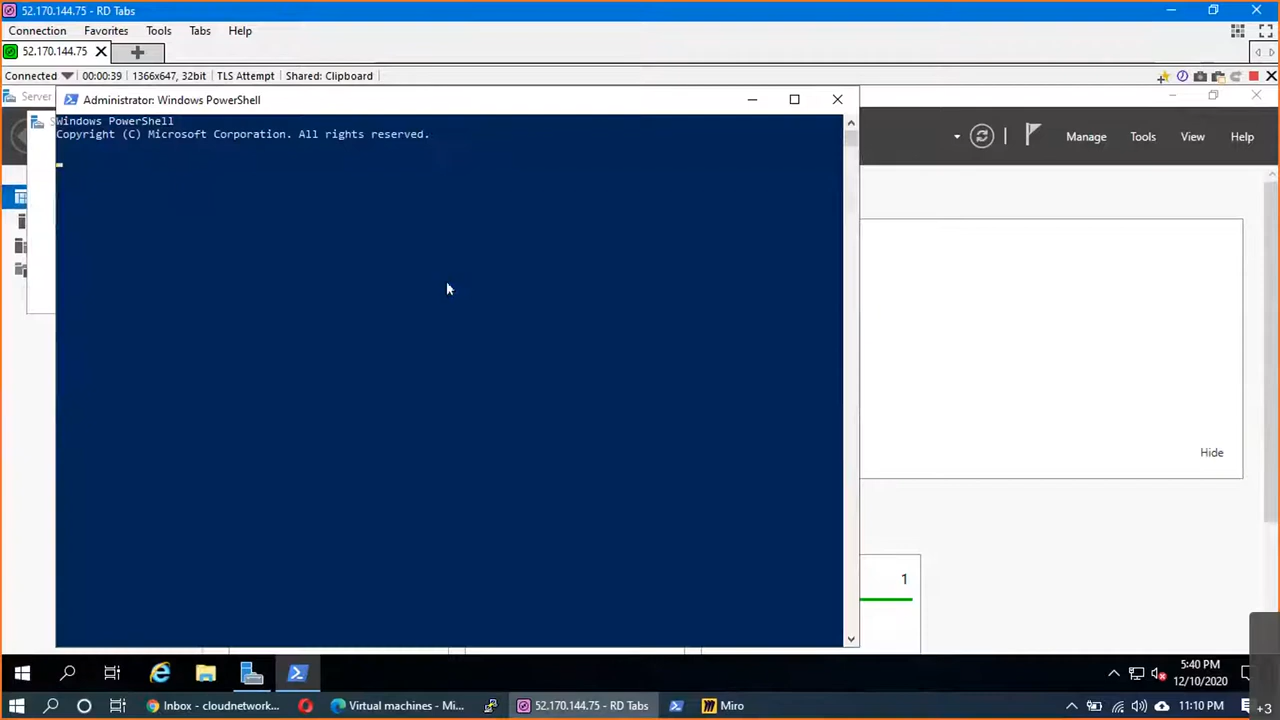 52.170.144.75 - RD Tabs
Connection Favorites Tools Tabs Help
52.170.144.75
Connected 00:00:39 1366x647, 32bit TLS Attempt Shared: Clipboard
Server
Administrator: Windows PowerShell
Windows PowerShell
Copyright (C) Microsoft Corporation. All rights reserved.
Manage Tools View Help
Hide
1
5:40 PM
12/10/2020
Inbox - cloudnetwork...
Virtual machines - Mi...
52.170.144.75 - RD Tabs
Miro
11:10 PM
+3